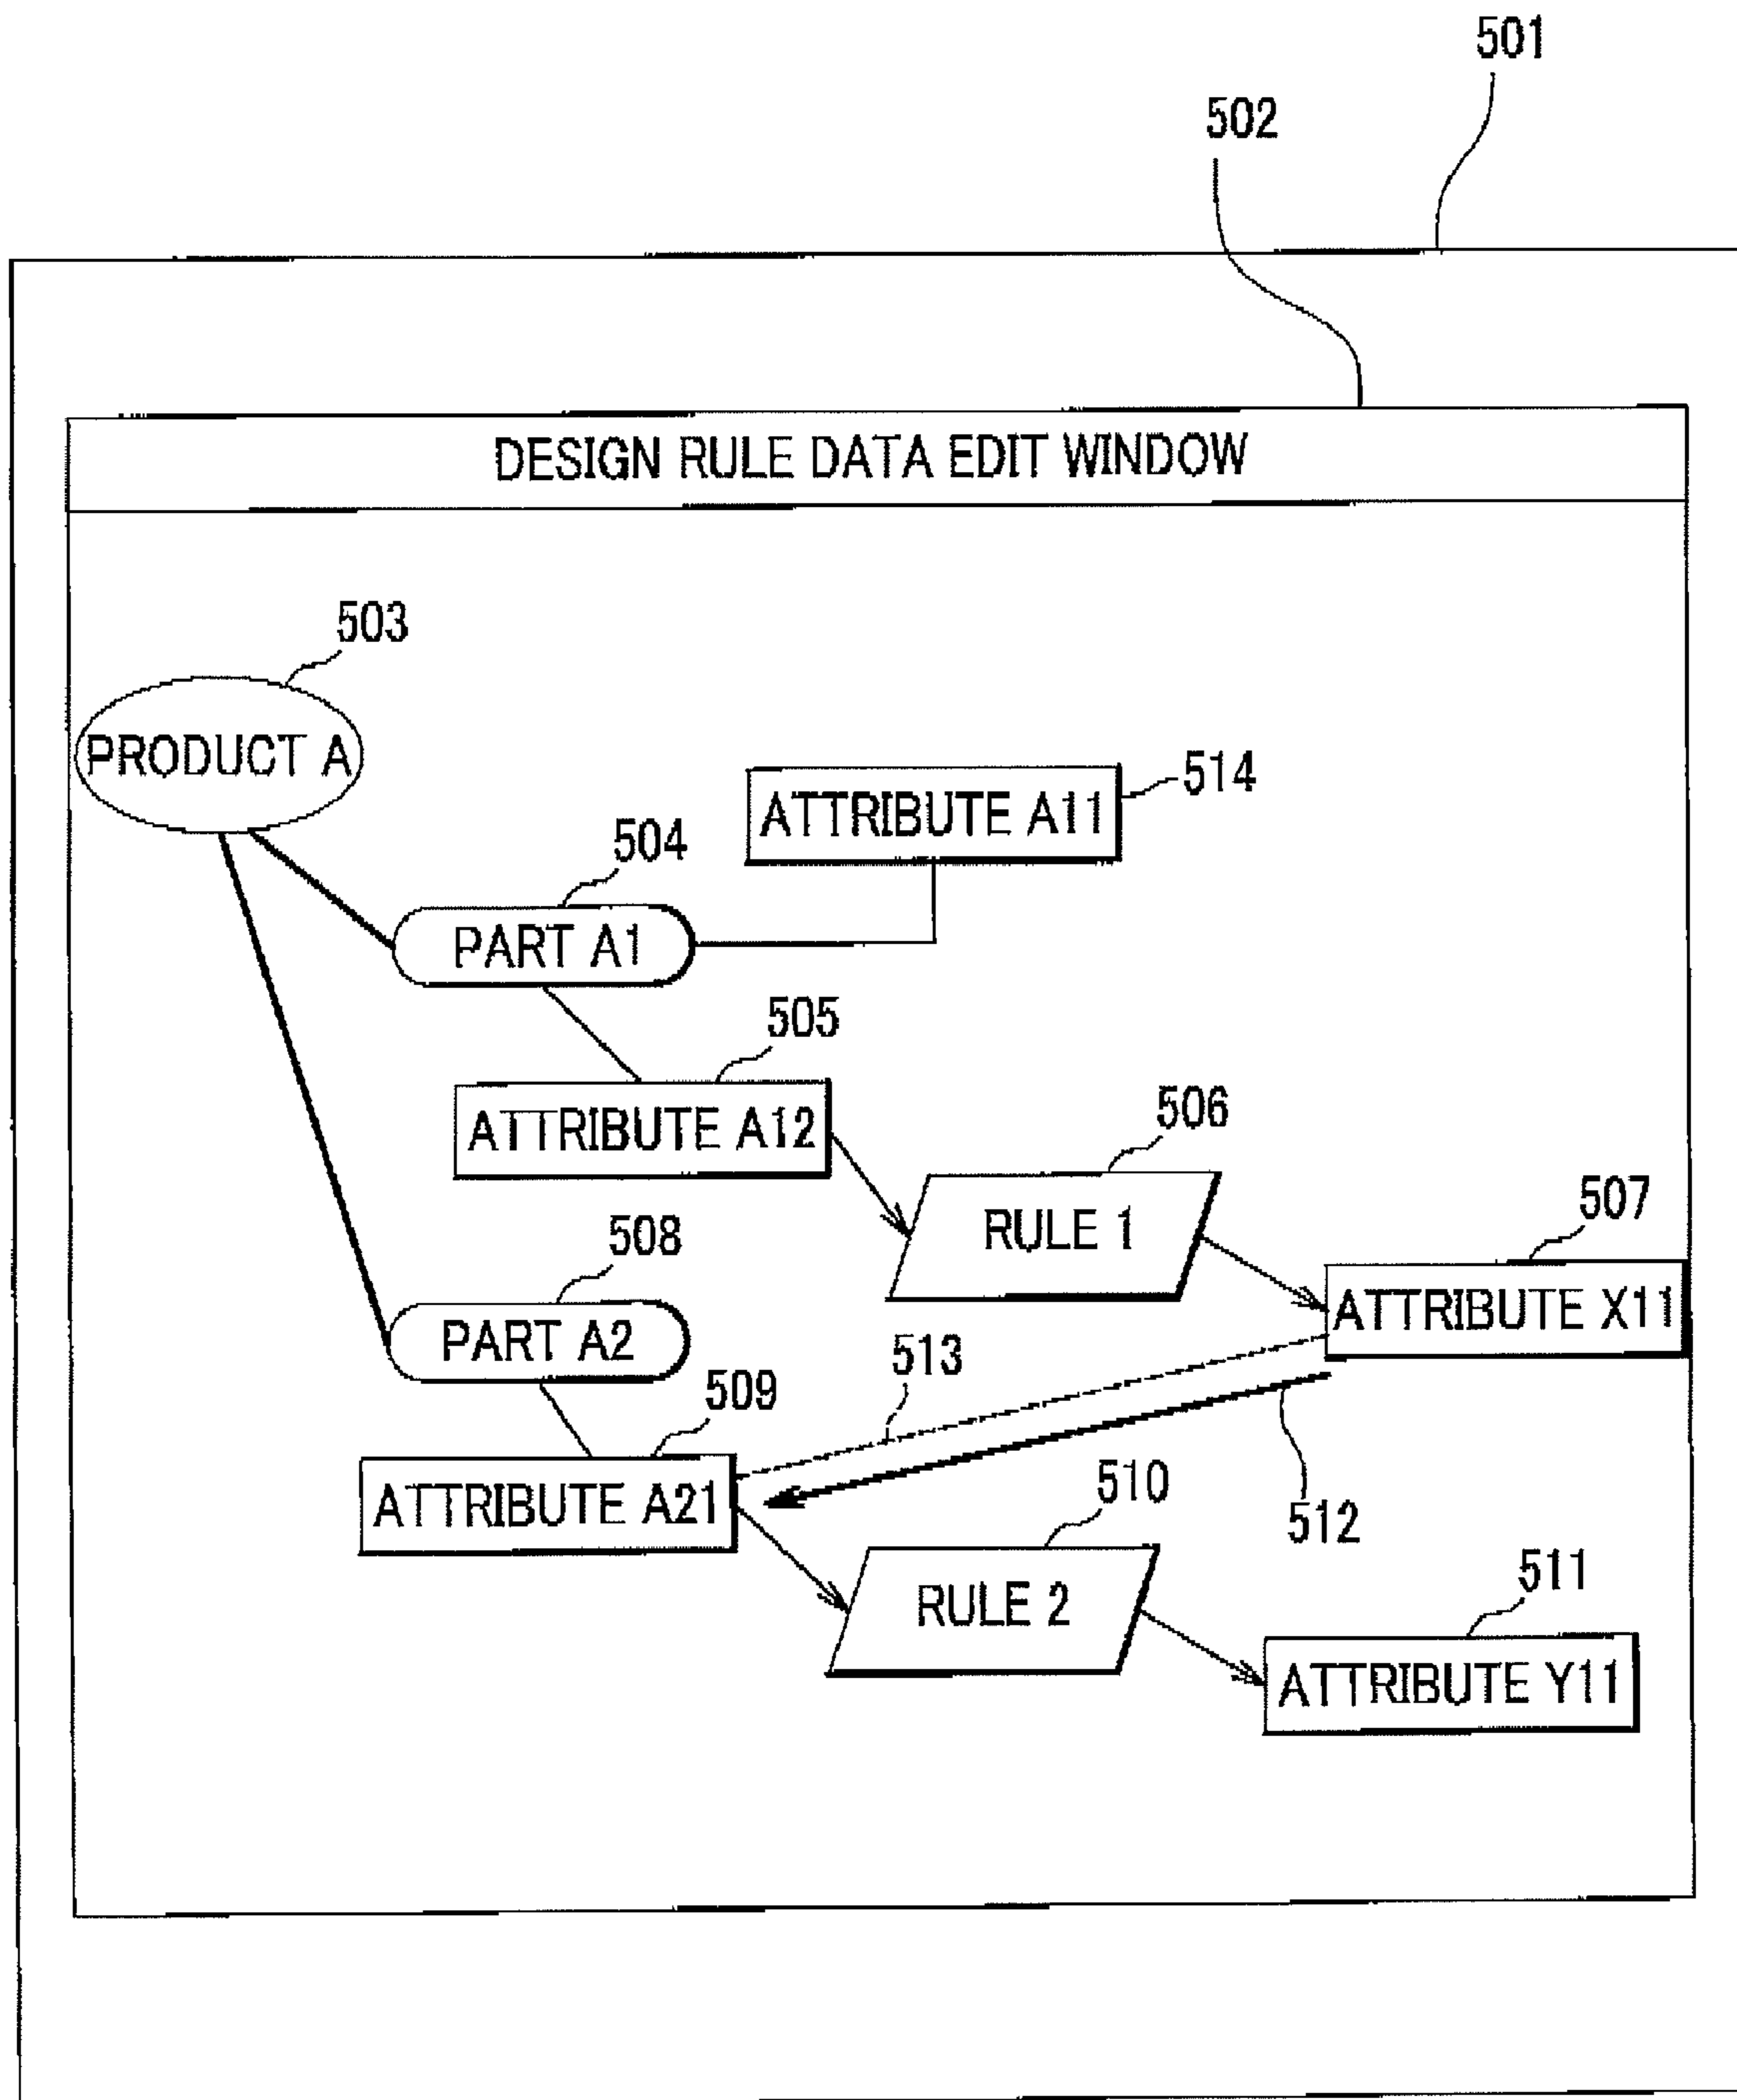 501
502
DESIGN RULE DATA EDIT WINDOW
503
PRODUCT A
514
ATTRIBUTE A11
504
PART A1
505
ATTRIBUTE A12
506
RULE 1
507
ATTRIBUTE X11
508
PART A2
513
509
ATTRIBUTE A21
512
510
RULE 2
511
ATTRIBUTE Y11